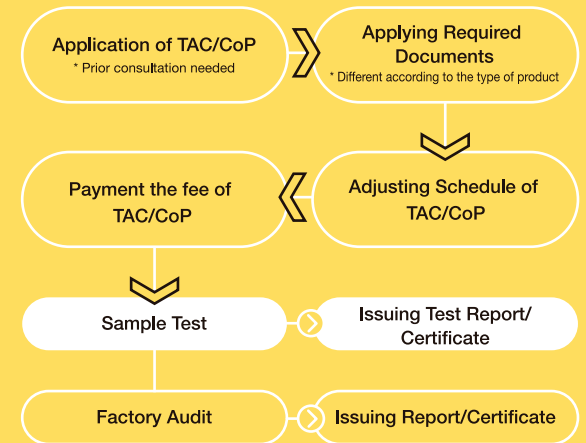 Application of TAC/CoP
* Prior consultation needed
Applying Required
Documents
* Different according to the type of product
Payment the fee of
TAC/CoP
Adjusting Schedule of
TAC/CoP
Sample Test
Issuing Test Report/
Certificate
Factory Audit
Issuing Report/Certificate